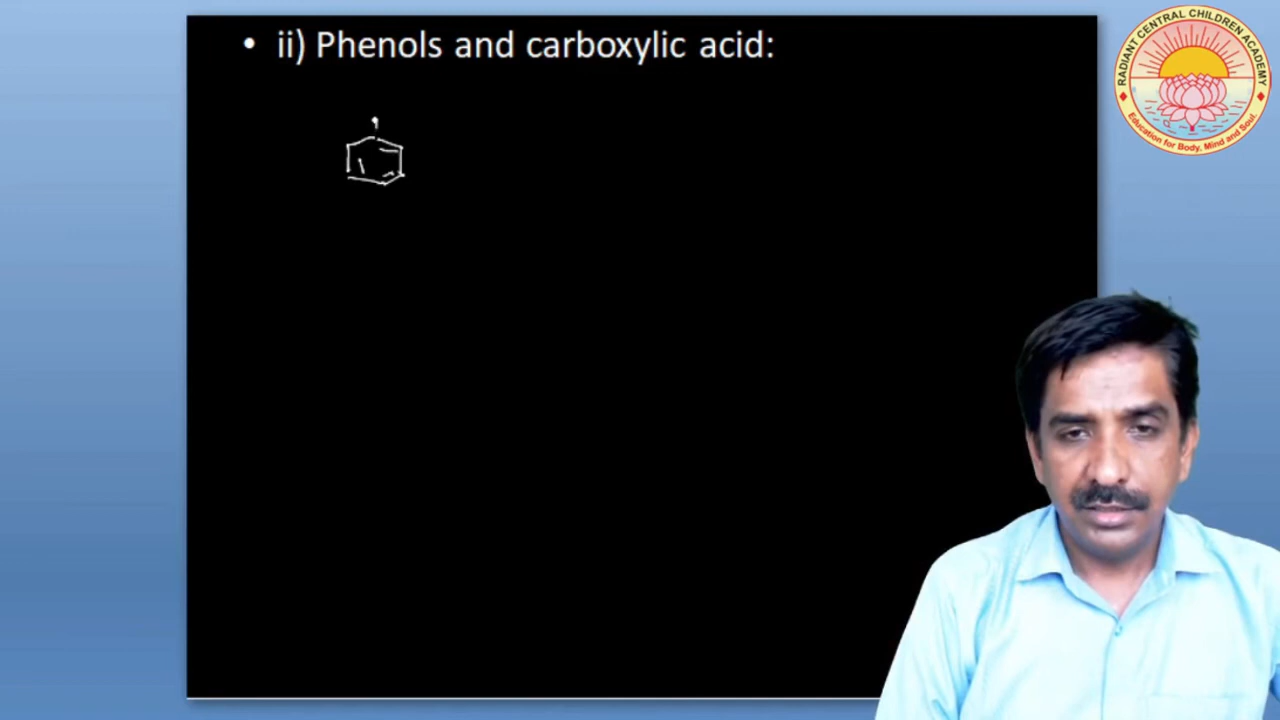 • ii) Phenols and carboxylic acid:
RADIANT CENTRAL CHILDREN ACADEMY
Education for Body, Mind and Soul.